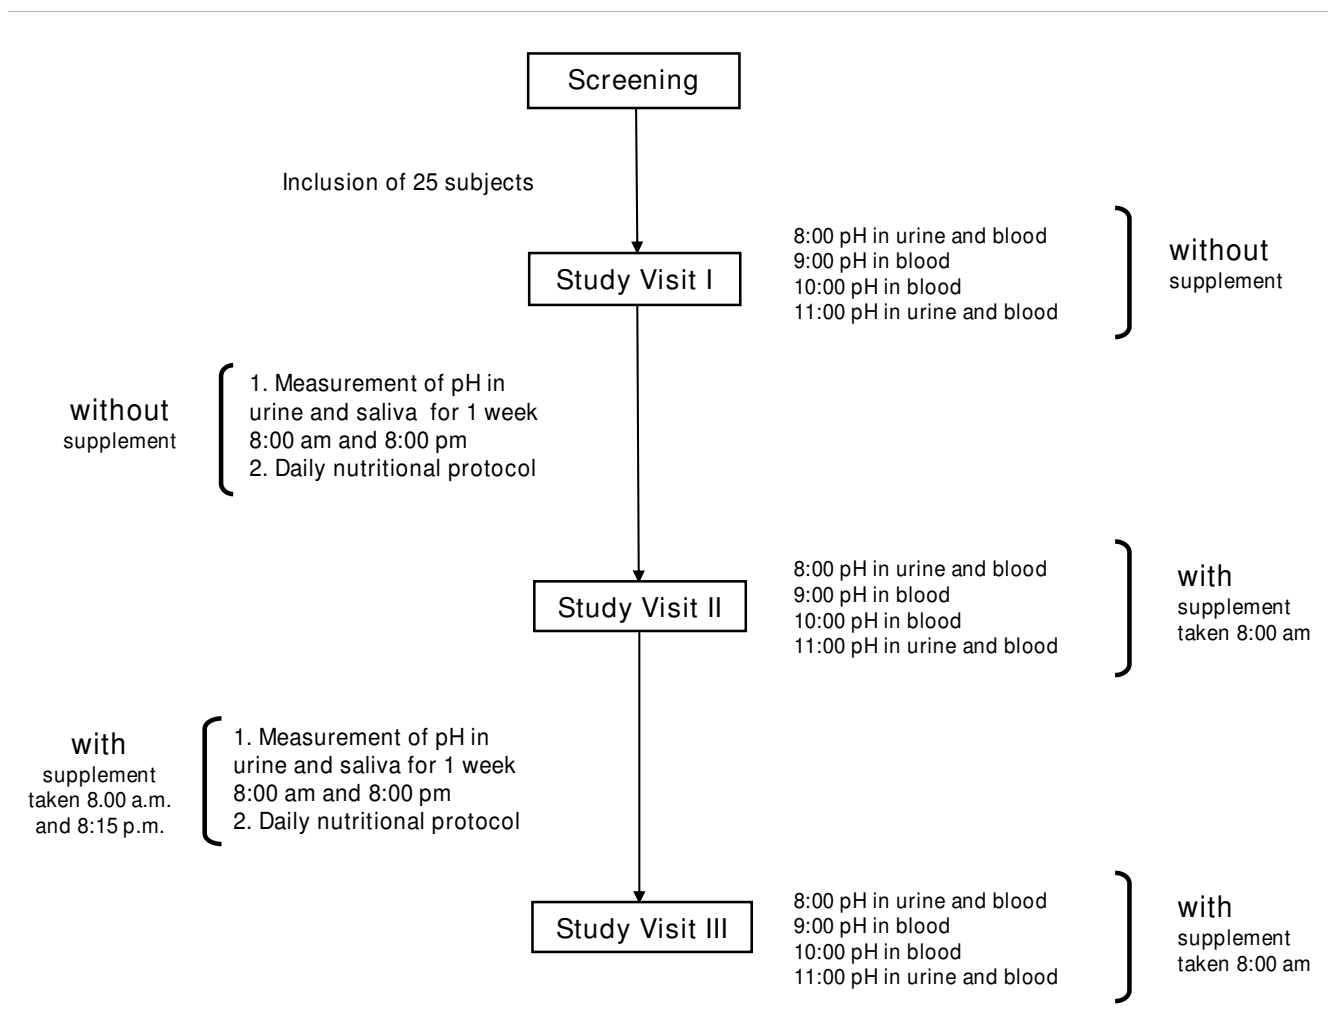 Screening
Inclusion of 25 subjects
Study Visit I
8:00 pH in urine and blood
9:00 pH in blood
10:00 pH in blood
11:00 pH in urine and blood
without
supplement
without
supplement
1. Measurement of pH in
urine and saliva for 1 week
8:00 am and 8:00 pm
2. Daily nutritional protocol
Study Visit II
8:00 pH in urine and blood
9:00 pH in blood
10:00 pH in blood
11:00 pH in urine and blood
with
supplement
taken 8:00 am
with
supplement
taken 8.00 a.m.
and 8:15 p.m.
1. Measurement of pH in
urine and saliva for 1 week
8:00 am and 8:00 pm
2. Daily nutritional protocol
Study Visit III
8:00 pH in urine and blood
9:00 pH in blood
10:00 pH in blood
11:00 pH in urine and blood
with
supplement
taken 8:00 am